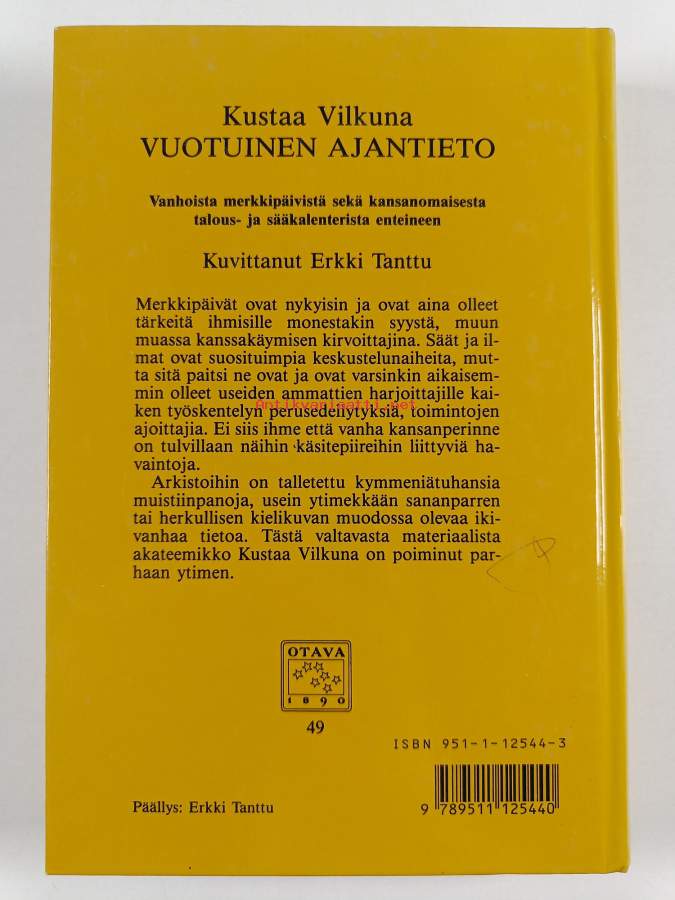 Kustaa Vilkuna
VUOTUINEN AJANTIETO
Vanhoista merkkipäivistä sekä kansanomaisesta
talous- ja sääkalenterista enteineen
Kuvittanut Erkki Tanttu
Merkkipäivät ovat nykyisin ja ovat aina olleet
tärkeitä ihmisille monestakin syystä, muun
muassa kanssakäymisen kirvoittajina. Säät ja il-
mat ovat suosituimpia keskustelunaiheita, mut-
ta sitä paitsi ne ovat ja ovat varsinkin aikaisem-
min olleet useiden ammattien harjoittajille kai-
Antikvariaatti.net
ken työskentelyn perusedellytyksiä, toimintojen
ajoittajia. Ei siis ihme että vanha kansanperinne
on tulvillaan näihin käsitepiireihin liittyviä ha-
vaintoja.
Arkistoihin on talletettu kymmeniätuhansia
muistiinpanoja, usein ytimekkään sananparren
tai herkullisen kielikuvan muodossa olevaa iki-
vanhaa tietoa. Tästä valtavasta materiaalista
akateemikko Kustaa Vilkuna on poiminut par-
haan ytimen.
OTAVA
1890
49
ISBN 951-1-12544-3
9 789511 125440
Päällys: Erkki Tanttu